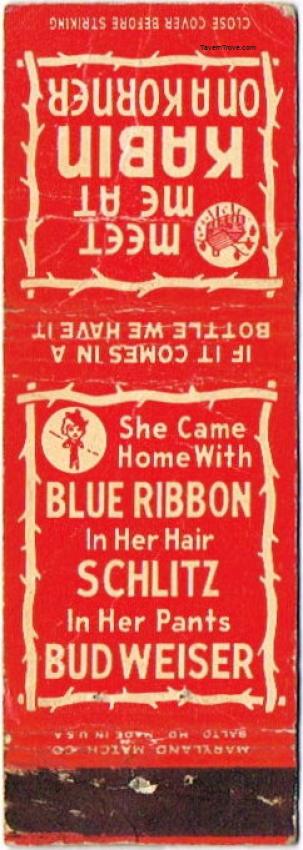 CLOSE COVER BEFORE STRIKING
TavernTrove.com
MEET
ME AT
KABIN
ON A KORNER
IF IT COMES IN A
BOTTLE WE HAVE IT
She Came
Home With
BLUE RIBBON
In Her Hair
SCHLITZ
In Her Pants
BUDWEISER
MARYLAND MATCH CO.
BALTO. MD. MADE IN U.S.A.